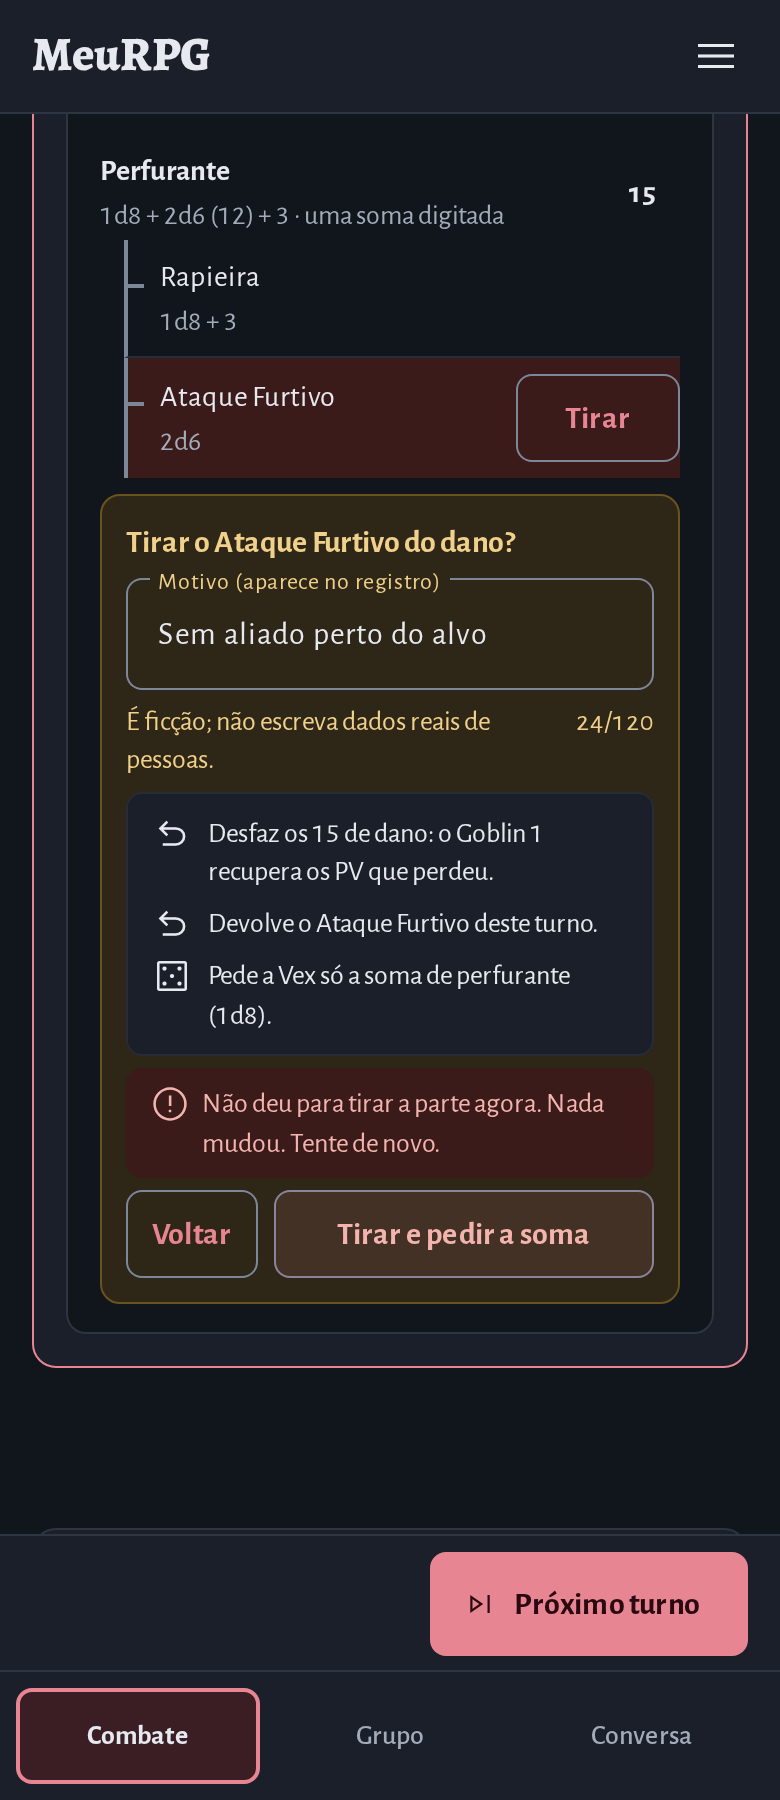 MeuRPG
Perfurante
15
1d8 + 2d6 (12) + 3 · uma soma digitada
Rapieira
1d8 + 3
Ataque Furtivo
Tirar
2d6
Tirar o Ataque Furtivo do dano?
Motivo (aparece no registro)
Sem aliado perto do alvo
É ficção; não escreva dados reais de
pessoas.
24/120
Desfaz os 15 de dano: o Goblin 1
recupera os PV que perdeu.
Devolve o Ataque Furtivo deste turno.
Pede a Vex só a soma de perfurante
(1d8).
Não deu para tirar a parte agora. Nada
mudou. Tente de novo.
Voltar
Tirar e pedir a soma
Próximo turno
Combate
Grupo
Conversa